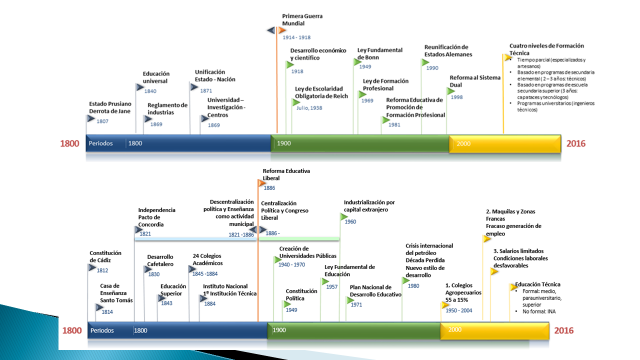 Primera Guerra
Mundial
1914 - 1918
Desarrollo económico
y científico
1918
Ley Fundamental
de Bonn
1949
Reunificación de
Estados Alemanes
1990
Cuatro niveles de Formación
Técnica
• Tiempo parcial (especializados y
artesanos)
• Basado en programas de secundaria
elemental ( 2 – 3 años: técnicos)
• Basado en programas de escuela
secundaria superior (3 años:
capataces y tecnólogos)
• Programas universitarios (ingenieros
técnicos).
Educación
universal
1840
Unificación
Estado - Nación
1871
Ley de Escolaridad
Obligatoria de Reich
Julio, 1938
Ley de Formación
Profesional
1969
Reforma al Sistema
Dual
1998
Estado Prusiano
Derrota de Jane
1807
Reglamento de
industrias
1869
Universidad –
Investigación -
Centros
1869
Reforma Educativa de
Promoción de
Formación Profesional
1981
1800
Períodos
1800
1900
2000
2016
Reforma Educativa
Liberal
1886
Independencia
Pacto de
Concordia
1821
Descentralización
política y Enseñanza
como actividad
municipal
1821 -1886
Centralización
Política y Congreso
Liberal
1886 -
Industrialización por
capital extranjero
1960
2. Maquilas y Zonas
Francas
Fracaso generación de
empleo
Constitución
de Cádiz
1812
Desarrollo
Cafetalero
1830
24 Colegios
Académicos
1845 -1884
Creación de
Universidades Públicas
1940 - 1970
Ley Fundamental de
Educación
1957
Crisis internacional
del petróleo
Década Perdida
Nuevo estilo de
desarrollo
1980
3. Salarios limitados
Condiciones laborales
desfavorables
Casa de
Enseñanza
Santo Tomás
1814
Educación
Superior
1843
Instituto Nacional
1ª Institución Técnica
1884
Constitución
Política
1949
Plan Nacional de
Desarrollo Educativo
1971
1. Colegios
Agropecuarios
55 a 15%
1950 - 2004
Educación Técnica
• Formal: medio,
parauniversitario,
superior
• No formal: INA
1800
Períodos
1800
1900
2000
2016